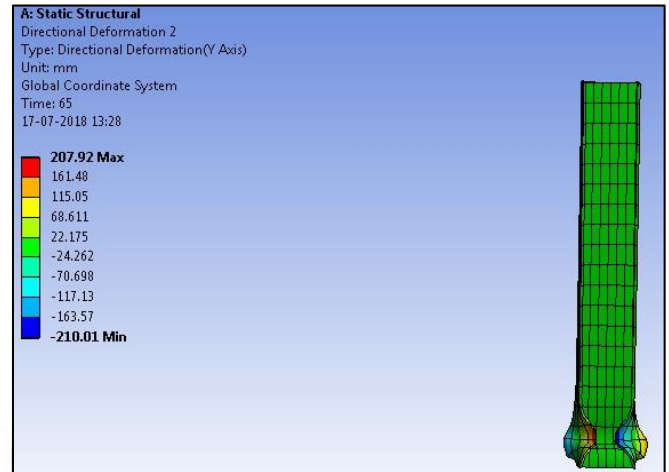 A: Static Structural
Directional Deformation 2
Type: Directional Deformation(Y Axis)
Unit: mm
Global Coordinate System
Time: 65
17-07-2018 13:28
207.92 Max
161.48
115.05
68.611
22.175
-24.262
-70.698
-117.13
-163.57
-210.01 Min